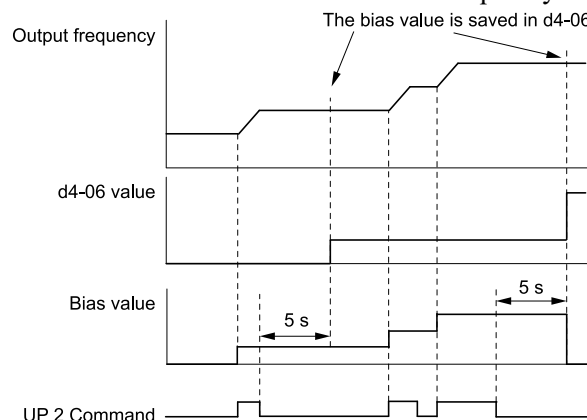 Output frequency
The bias value is saved in d4-06
d4-06 value
Bias value
5 s
5 s
UP 2 Command